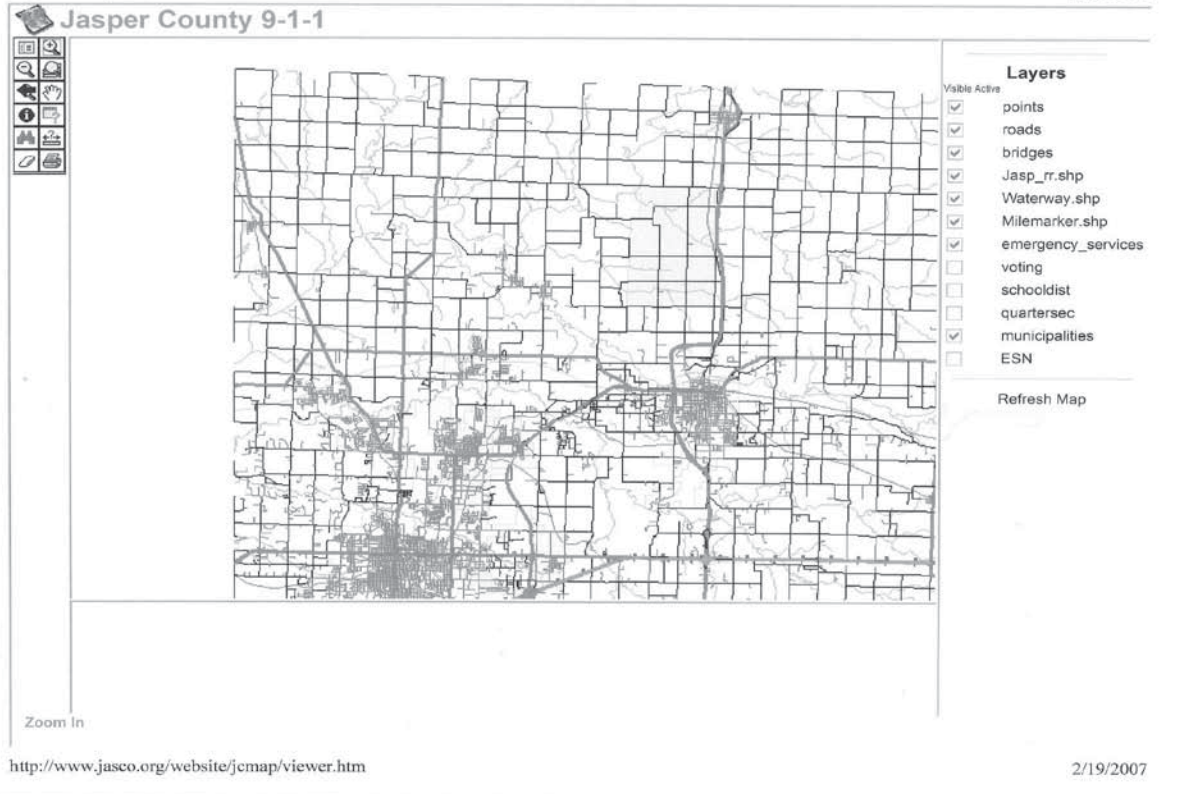 Jasper County 9-1-1
Layers
Visible Active
points
roads
bridges
Jasp_rr.shp
Waterway.shp
Milemarker.shp
emergency_services
voting
schooldist
quartersec
municipalities
ESN
Refresh Map
Zoom In
http://www.jasco.org/website/jcmap/viewer.htm
2/19/2007